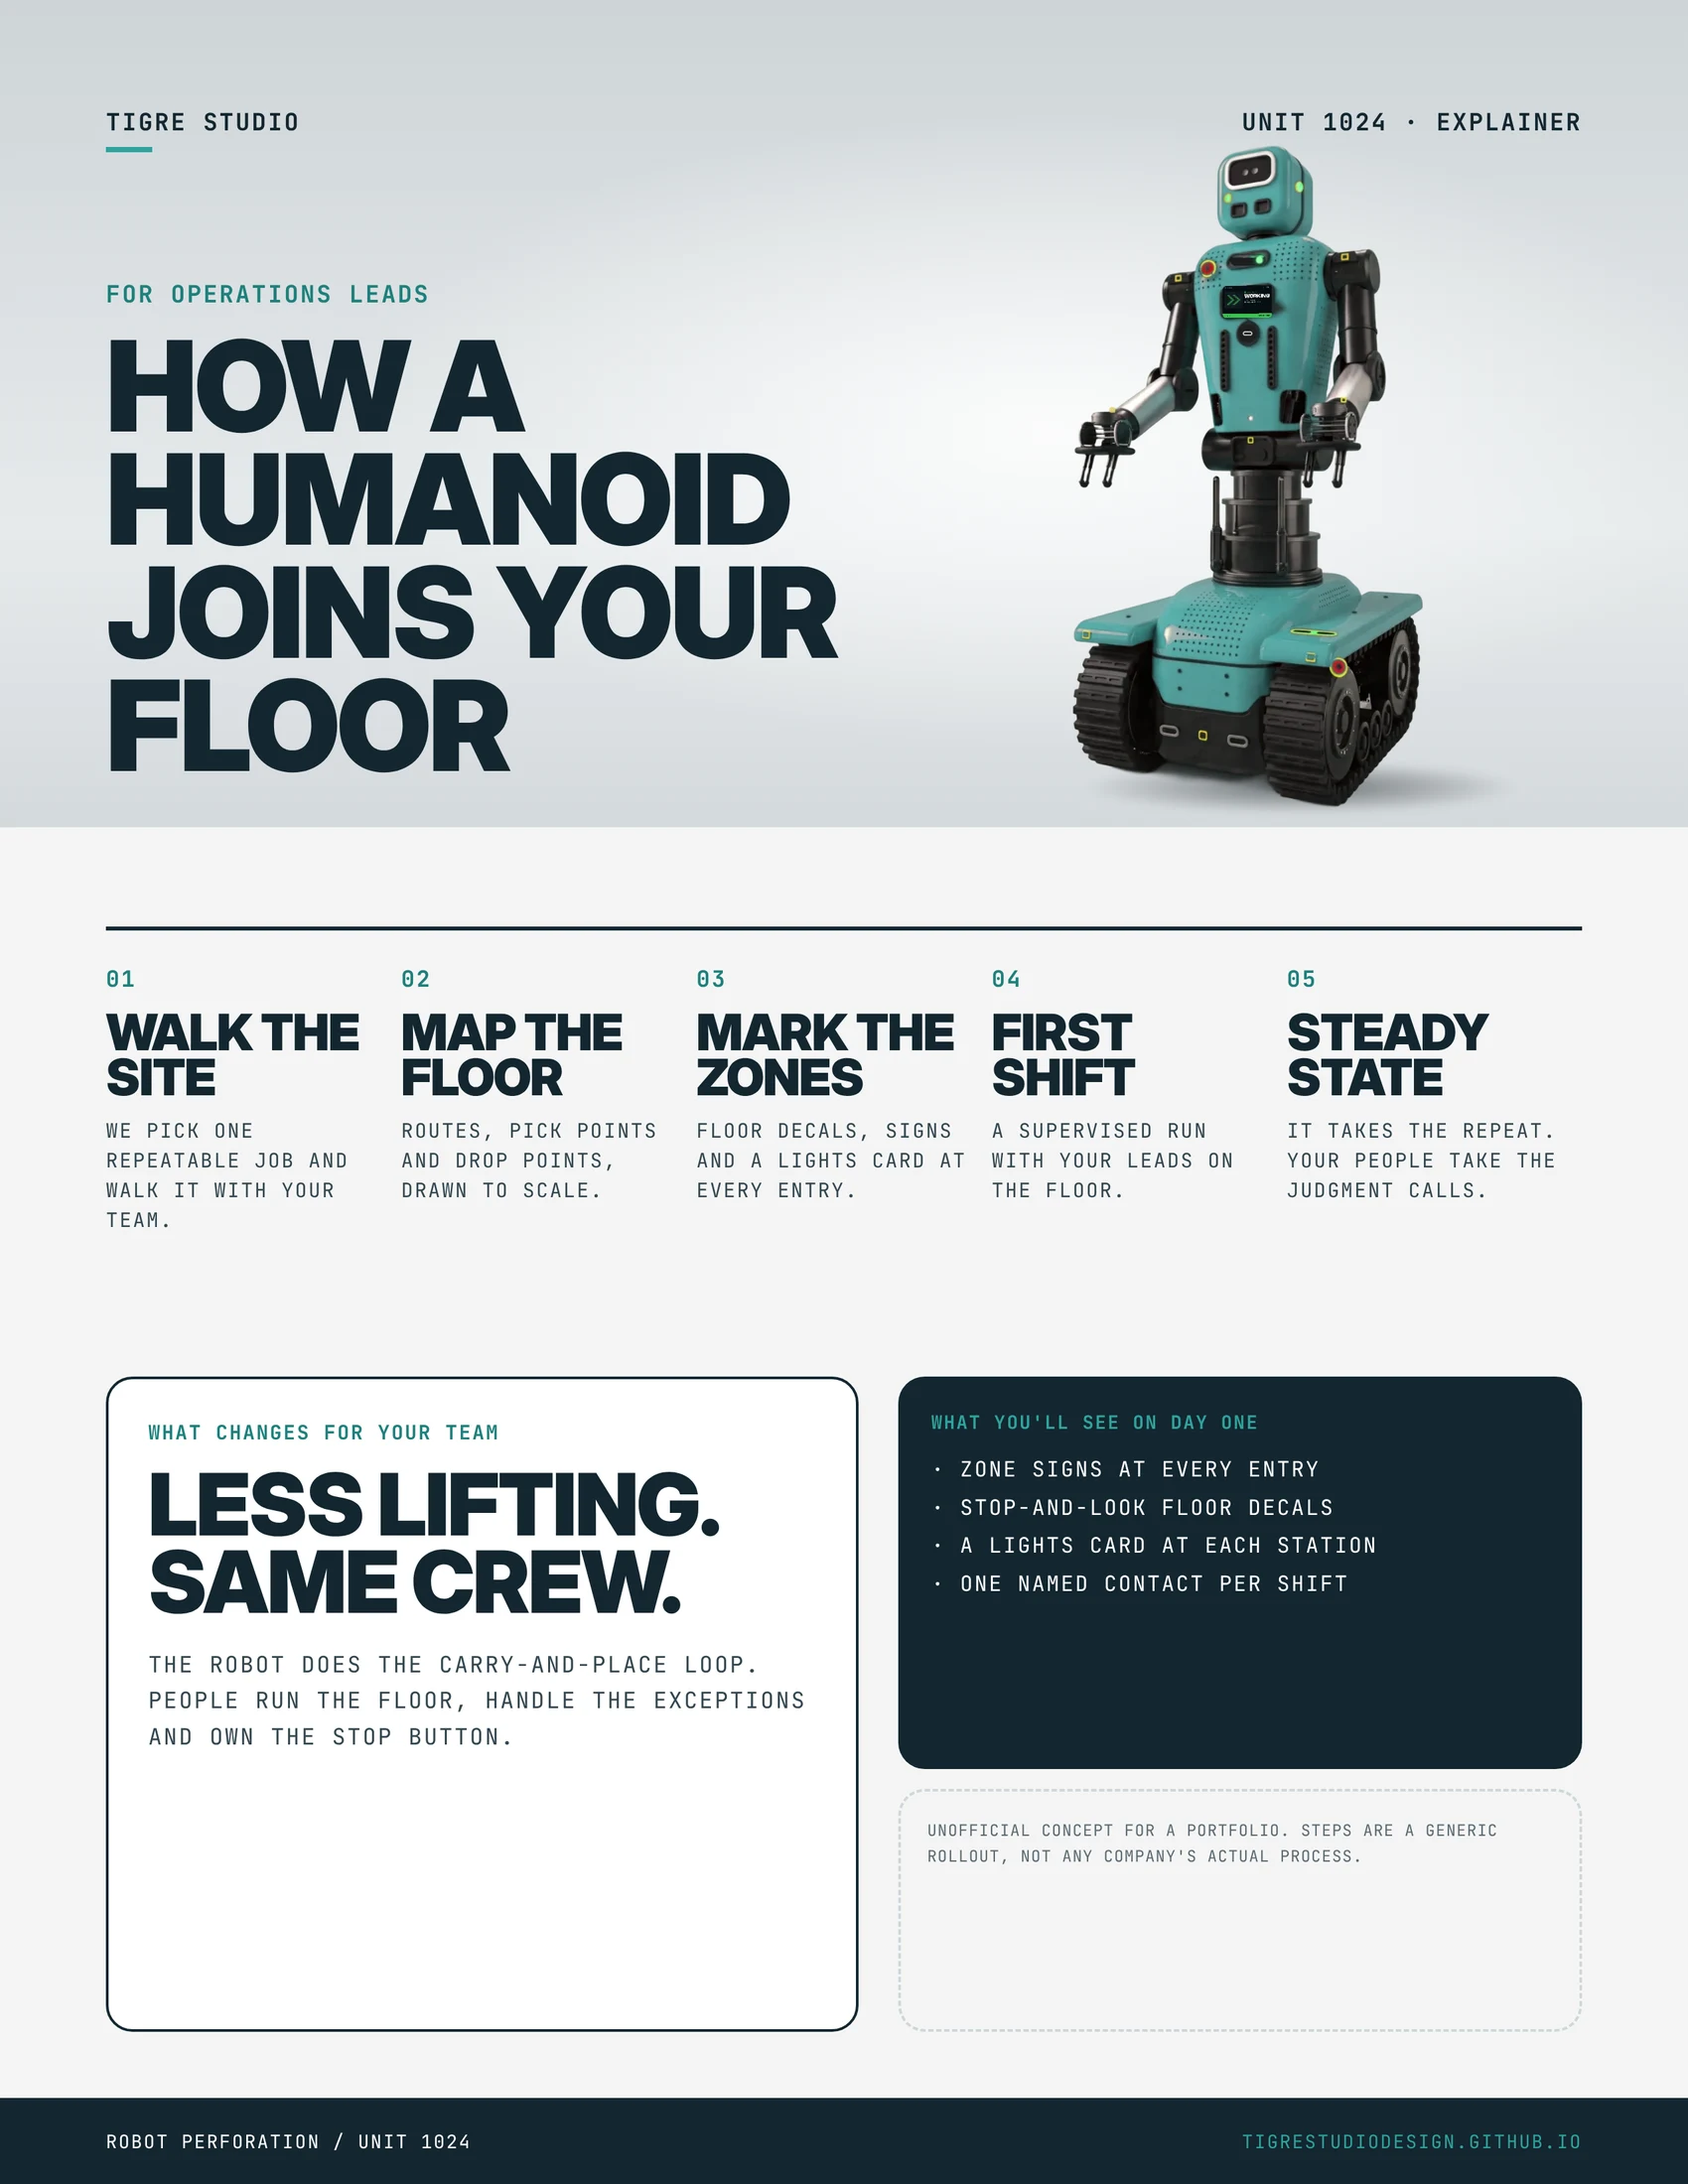 TIGRE STUDIO
UNIT 1024 · EXPLAINER
FOR OPERATIONS LEADS
HOW A
HUMANOID
JOINS YOUR
FLOOR
WORKING
01
WALK THE
SITE
WE PICK ONE
REPEATABLE JOB AND
WALK IT WITH YOUR
TEAM.
02
MAP THE
FLOOR
ROUTES, PICK POINTS
AND DROP POINTS,
DRAWN TO SCALE.
03
MARK THE
ZONES
FLOOR DECALS, SIGNS
AND A LIGHTS CARD AT
EVERY ENTRY.
04
FIRST
SHIFT
A SUPERVISED RUN
WITH YOUR LEADS ON
THE FLOOR.
05
STEADY
STATE
IT TAKES THE REPEAT.
YOUR PEOPLE TAKE THE
JUDGMENT CALLS.
WHAT CHANGES FOR YOUR TEAM
LESS LIFTING.
SAME CREW.
THE ROBOT DOES THE CARRY-AND-PLACE LOOP.
PEOPLE RUN THE FLOOR, HANDLE THE EXCEPTIONS
AND OWN THE STOP BUTTON.
WHAT YOU'LL SEE ON DAY ONE
· ZONE SIGNS AT EVERY ENTRY
· STOP-AND-LOOK FLOOR DECALS
· A LIGHTS CARD AT EACH STATION
· ONE NAMED CONTACT PER SHIFT
UNOFFICIAL CONCEPT FOR A PORTFOLIO. STEPS ARE A GENERIC
ROLLOUT, NOT ANY COMPANY'S ACTUAL PROCESS.
ROBOT PERFORATION / UNIT 1024
TIGRESTUDIODESIGN.GITHUB.IO